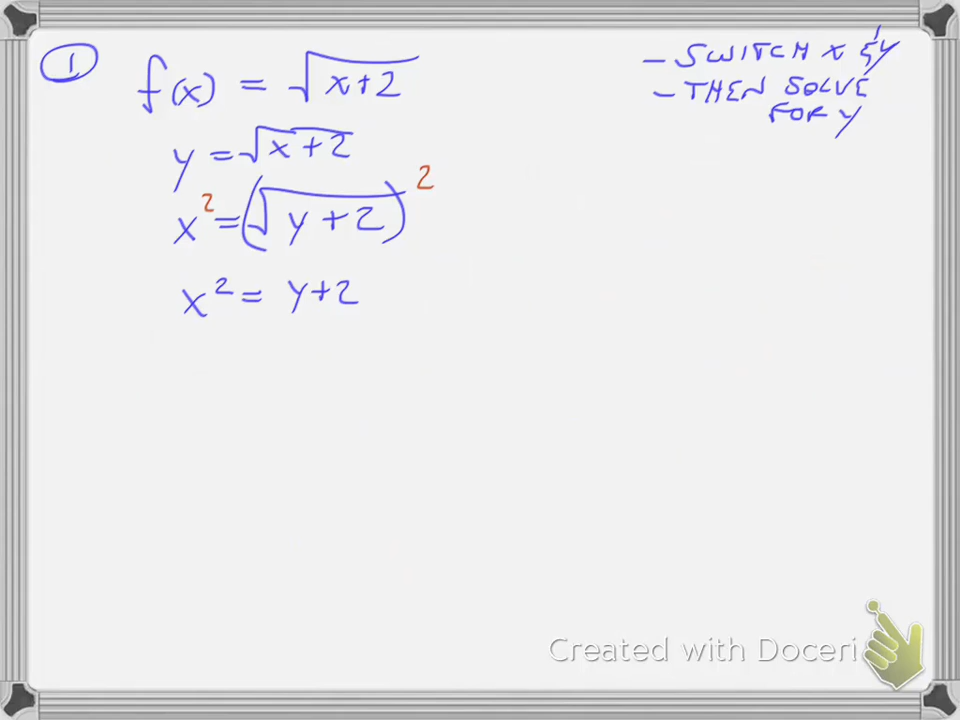 ① f(x) = √(x+2)
y = √(x+2)
x² = (√(y+2))²
x² = y+2
– SWITCH X & Y
– THEN SOLVE
FOR Y
Created with Doceri